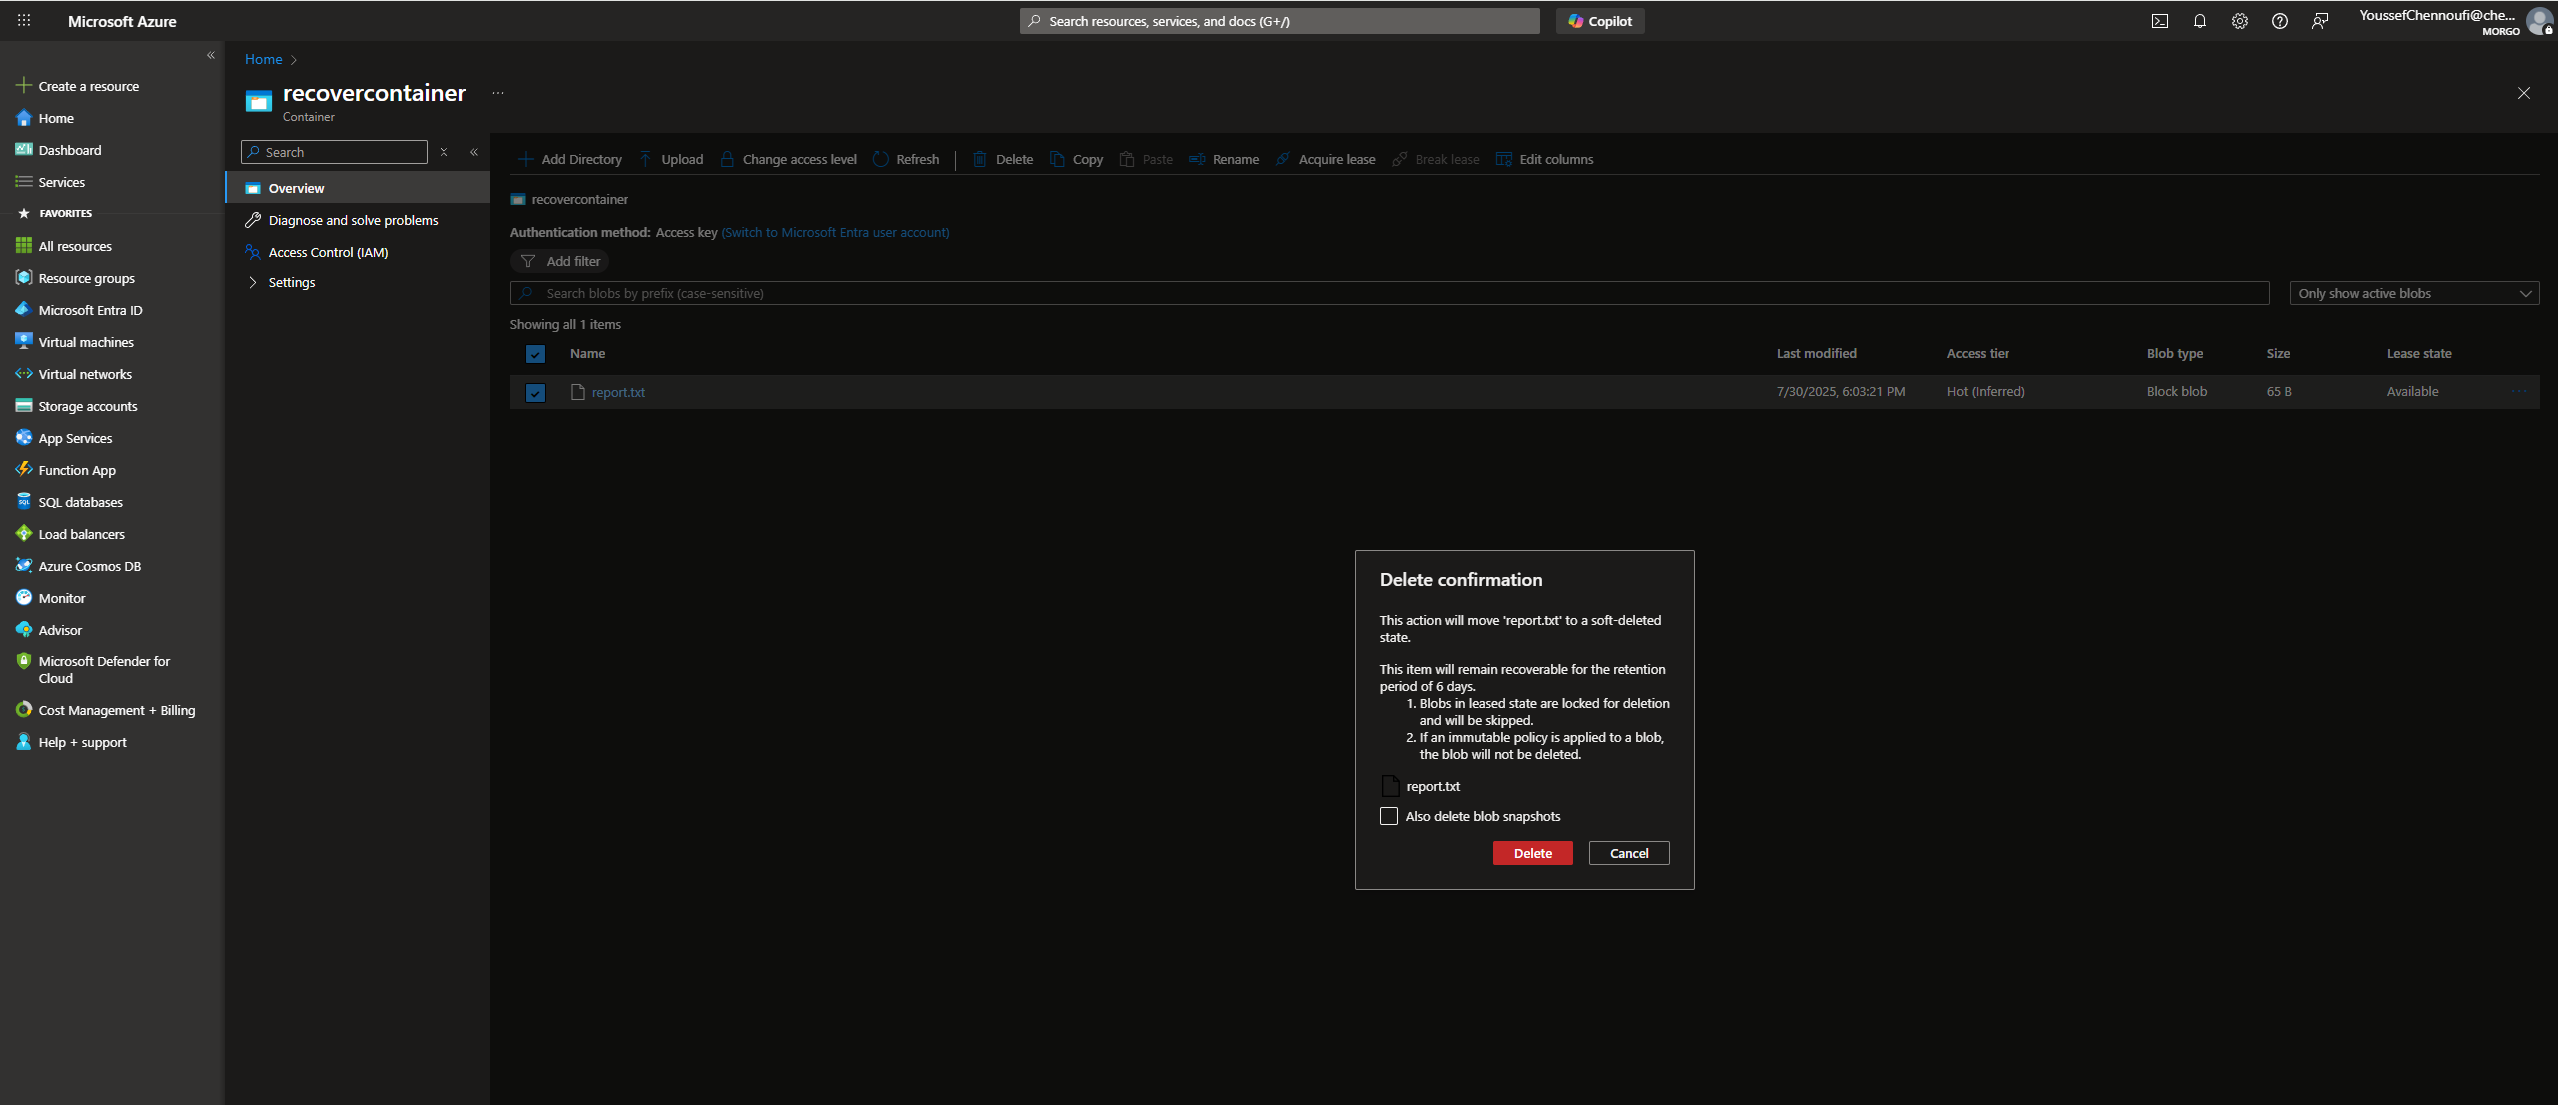 Microsoft Azure
Search resources, services, and docs (G+/)
Copilot
YoussefChennoufi@che...
MORGO
Create a resource
Home
Dashboard
Services
FAVORITES
All resources
Resource groups
Microsoft Entra ID
Virtual machines
Virtual networks
Storage accounts
App Services
Function App
SQL databases
Load balancers
Azure Cosmos DB
Monitor
Advisor
Microsoft Defender for
Cloud
Cost Management + Billing
Help + support
Home
recovercontainer
Container
Search
Overview
Diagnose and solve problems
Access Control (IAM)
Settings
Add Directory Upload Change access level Refresh Delete Copy Paste Rename Acquire lease Break lease Edit columns
recovercontainer
Authentication method: Access key (Switch to Microsoft Entra user account)
Add filter
Search blobs by prefix (case-sensitive)
Only show active blobs
Showing all 1 items
Name Last modified Access tier Blob type Size Lease state
report.txt 7/30/2025, 6:03:21 PM Hot (Inferred) Block blob 65 B Available
Delete confirmation
This action will move 'report.txt' to a soft-deleted
state.
This item will remain recoverable for the retention
period of 6 days.
1. Blobs in leased state are locked for deletion
and will be skipped.
2. If an immutable policy is applied to a blob,
the blob will not be deleted.
report.txt
Also delete blob snapshots
Delete Cancel